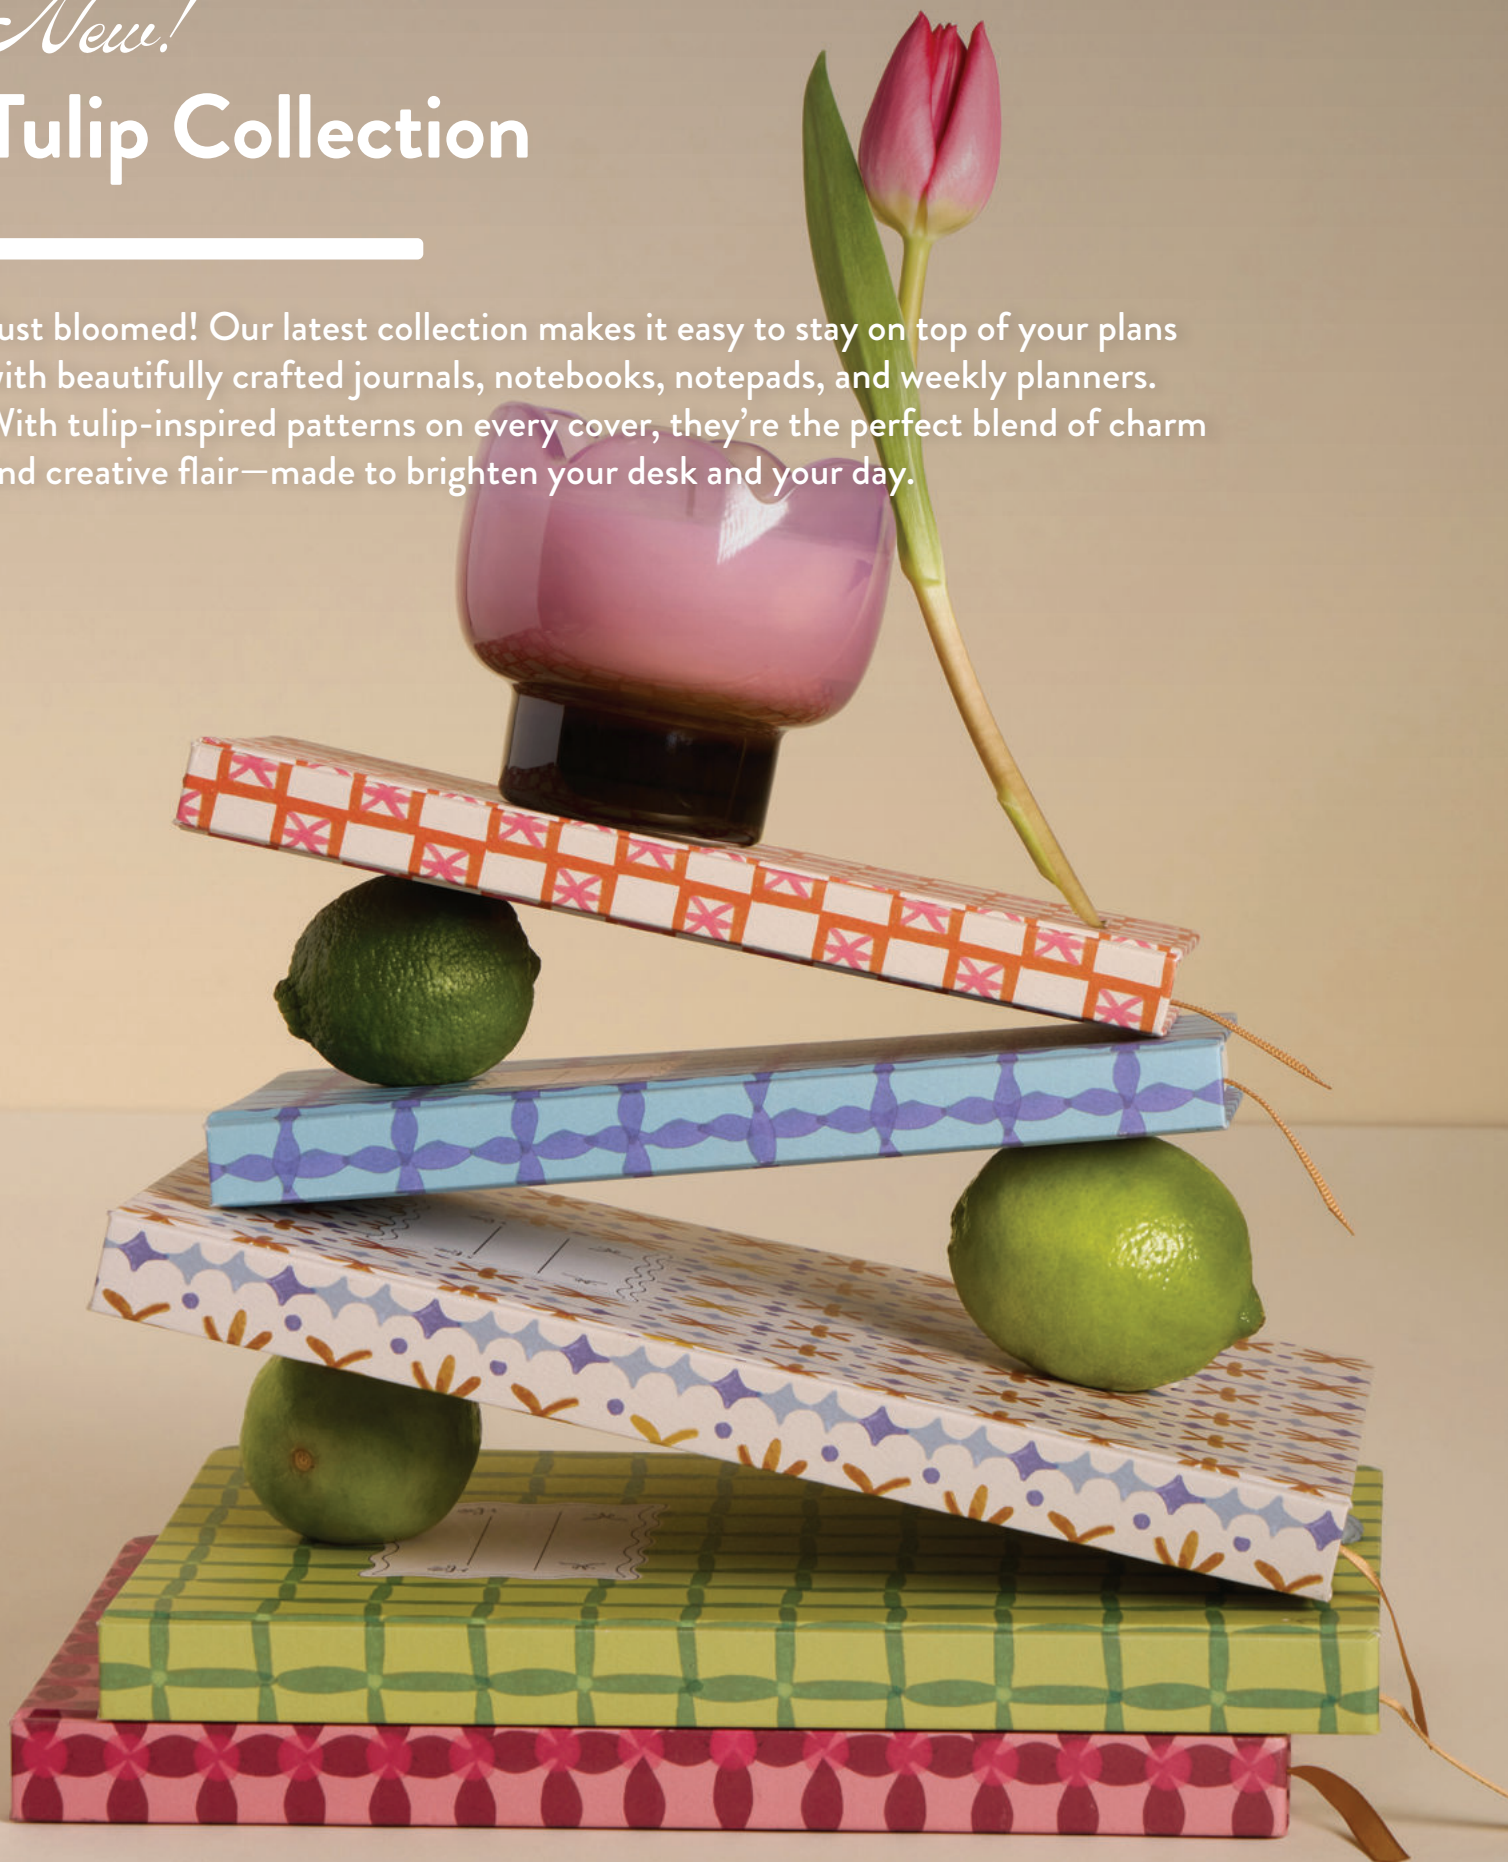 New!
Tulip Collection
ust bloomed! Our latest collection makes it easy to stay on top of your plans
ith beautifully crafted journals, notebooks, notepads, and weekly planners.
With tulip-inspired patterns on every cover, they're the perfect blend of charm
nd creative flair—made to brighten your desk and your day.